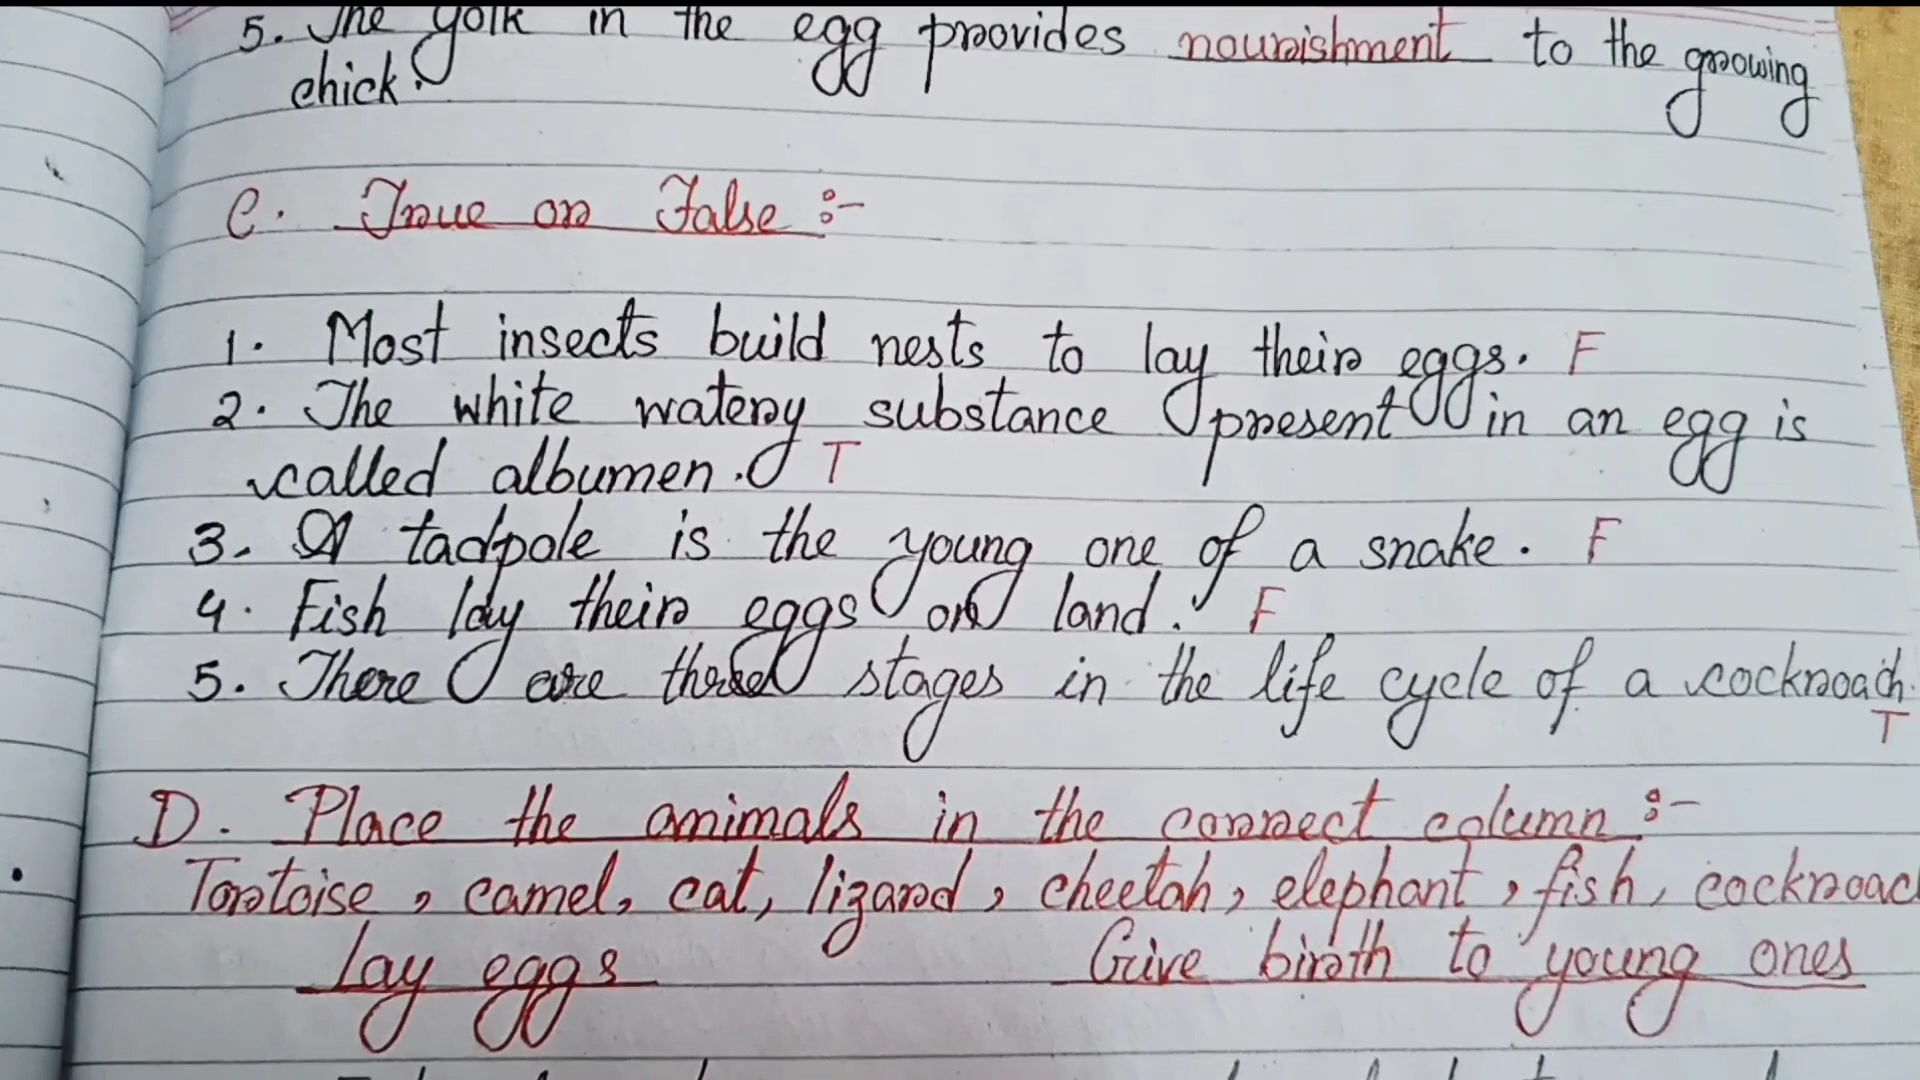 5. The yolk in the egg provides nourishment to the growing
chick.
C. True or False :-
1. Most insects build nests to lay their eggs. F
2. The white watery substance present in an egg is
called albumen. T
3. A tadpole is the young one of a snake. F
4. Fish lay their eggs on land. F
5. There are three stages in the life cycle of a cockroach.
T
D. Place the animals in the correct column :-
Tortoise, camel, cat, lizard, cheetah, elephant, fish, cockroac
Lay eggs Give birth to young ones